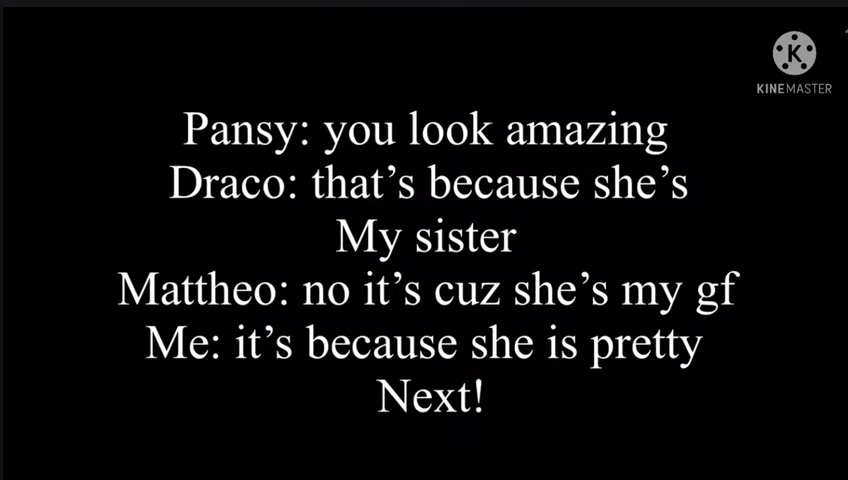 KINEMASTER
Pansy: you look amazing
Draco: that’s because she’s
My sister
Mattheo: no it’s cuz she’s my gf
Me: it’s because she is pretty
Next!